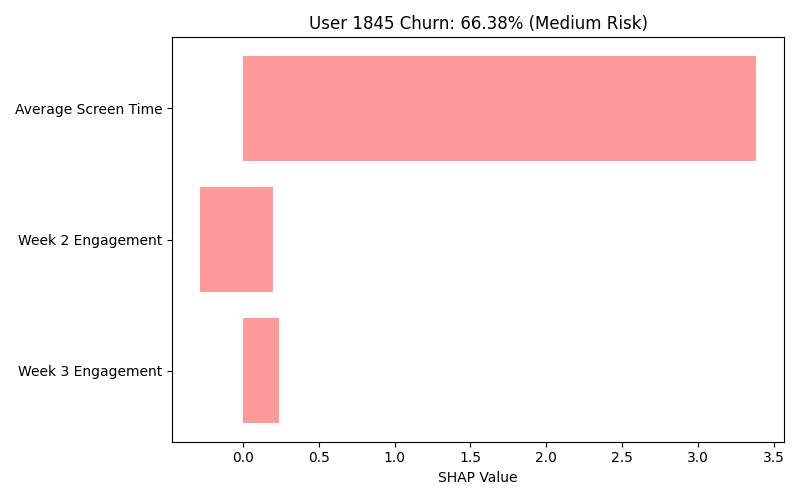 User 1845 Churn: 66.38% (Medium Risk)
Average Screen Time
Week 2 Engagement
Week 3 Engagement
0.0 0.5 1.0 1.5 2.0 2.5 3.0 3.5
SHAP Value